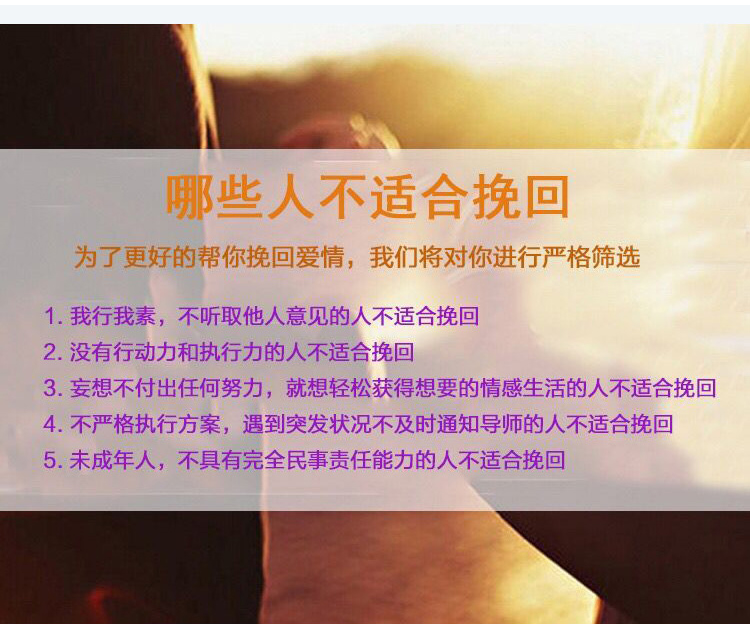 哪些人不适合挽回
为了更好的帮你挽回爱情，我们将对你进行严格筛选
1. 我行我素，不听取他人意见的人不适合挽回
2. 没有行动力和执行力的人不适合挽回
3. 妄想不付出任何努力，就想轻松获得想要的情感生活的人不适合挽回
4. 不严格执行方案，遇到突发状况不及时通知导师的人不适合挽回
5. 未成年人，不具有完全民事责任能力的人不适合挽回